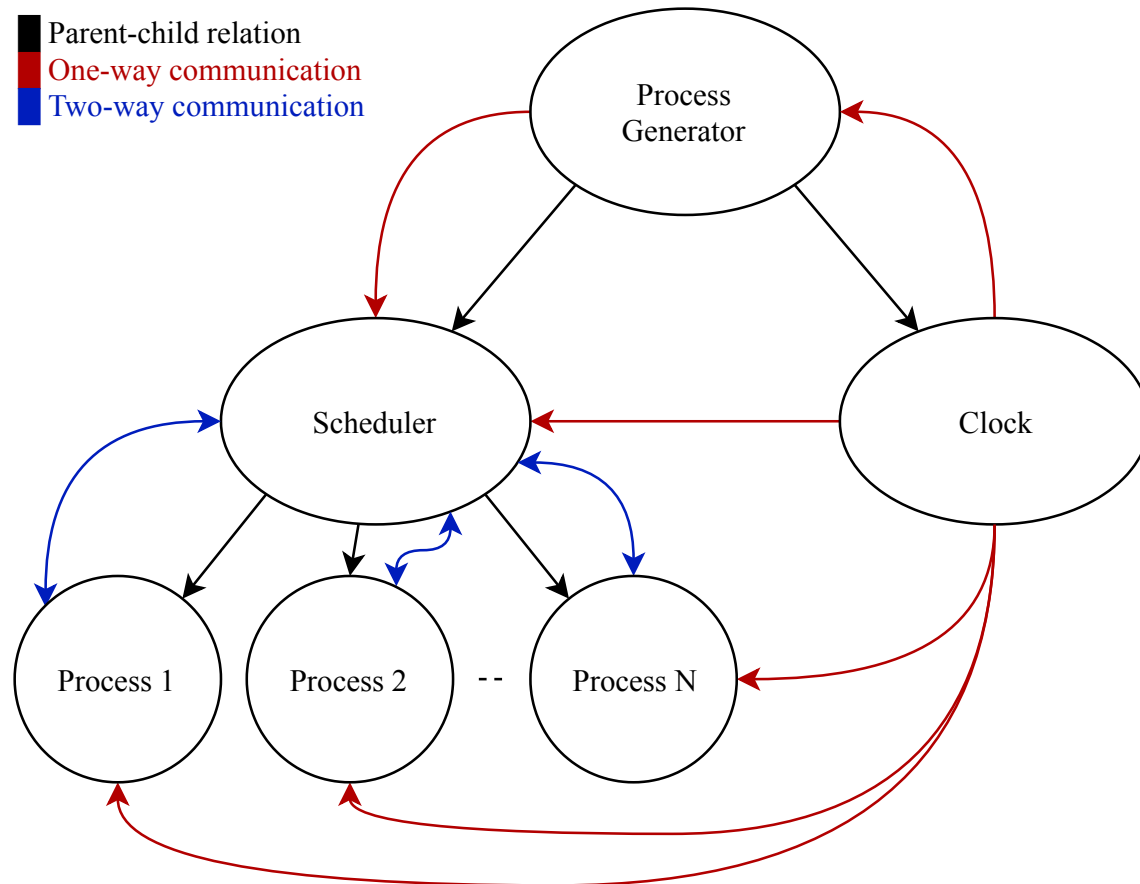 Parent-child relation
One-way communication
Two-way communication
Process
Generator
Scheduler
Clock
Process 1
Process 2
--
Process N